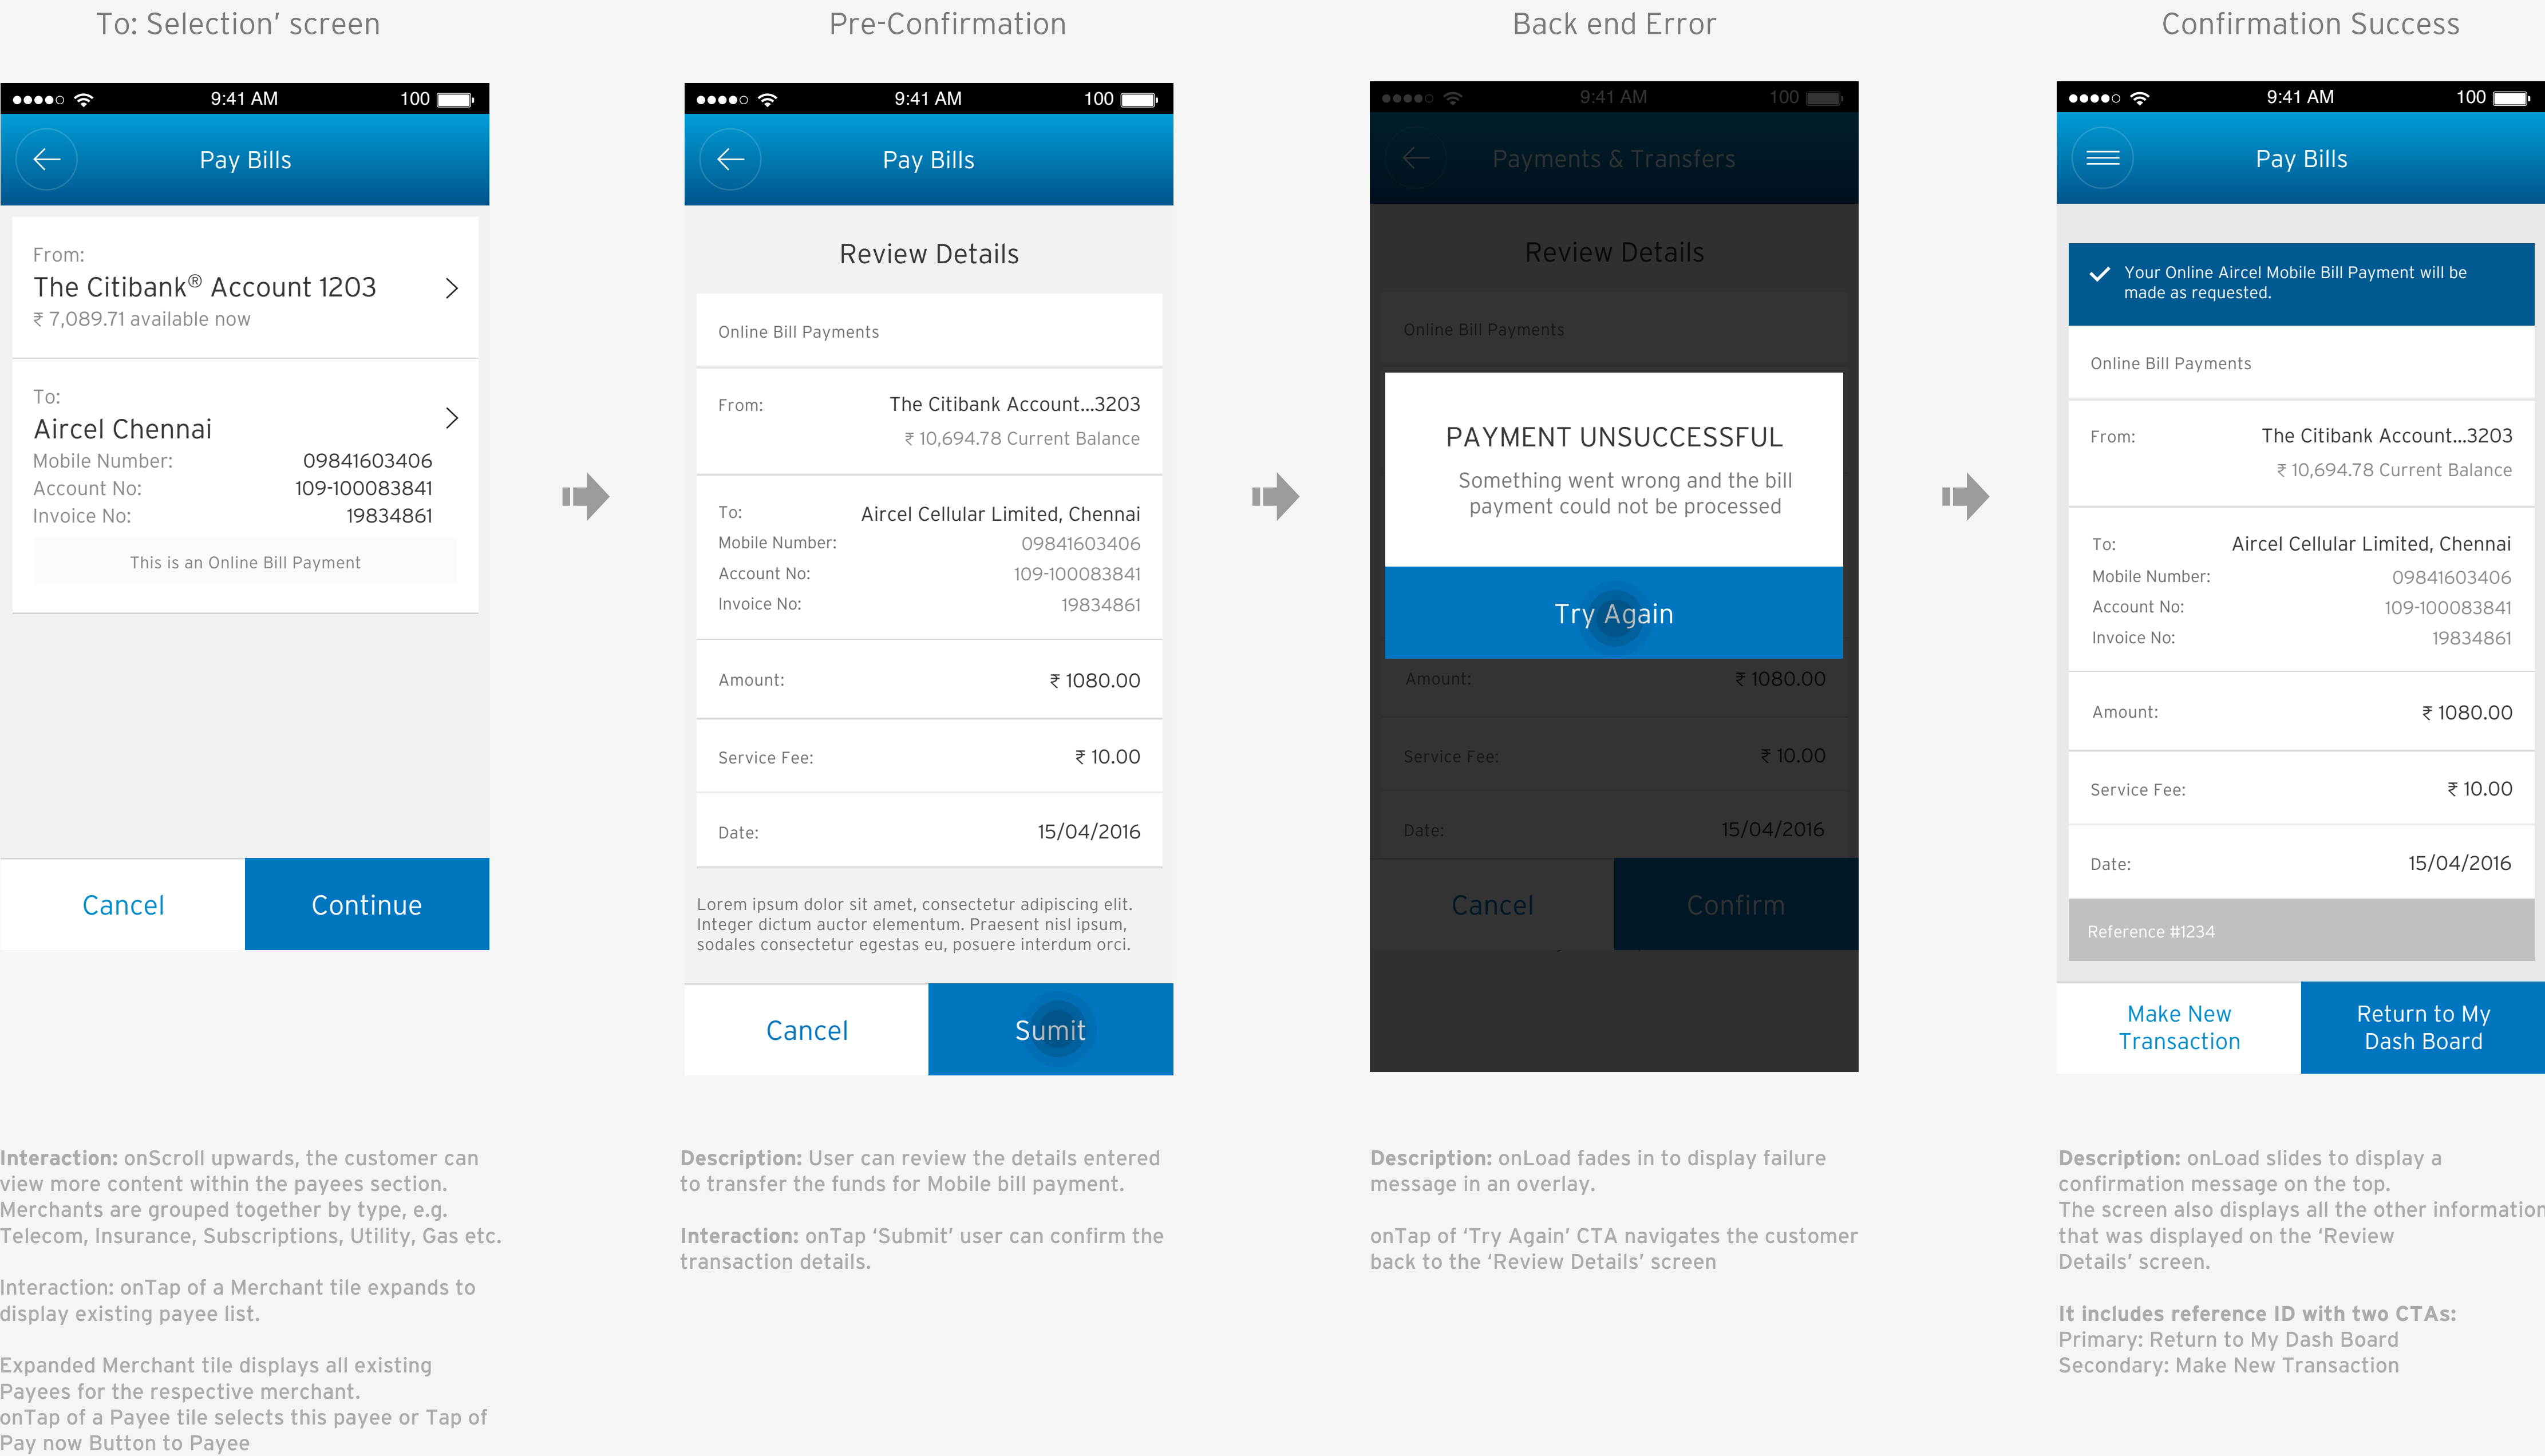 To: Selection’ screen
9:41 AM
100
Pay Bills
From:
The Citibank® Account 1203
₹ 7,089.71 available now
To:
Aircel Chennai
Mobile Number: 09841603406
Account No: 109-100083841
Invoice No: 19834861
This is an Online Bill Payment
Cancel
Continue
Interaction: onScroll upwards, the customer can
view more content within the payees section.
Merchants are grouped together by type, e.g.
Telecom, Insurance, Subscriptions, Utility, Gas etc.
Interaction: onTap of a Merchant tile expands to
display existing payee list.
Expanded Merchant tile displays all existing
Payees for the respective merchant.
onTap of a Payee tile selects this payee or Tap of
Pay now Button to Payee
Pre-Confirmation
9:41 AM
100
Pay Bills
Review Details
Online Bill Payments
From: The Citibank Account...3203
₹ 10,694.78 Current Balance
To: Aircel Cellular Limited, Chennai
Mobile Number: 09841603406
Account No: 109-100083841
Invoice No: 19834861
Amount: ₹ 1080.00
Service Fee: ₹ 10.00
Date: 15/04/2016
Lorem ipsum dolor sit amet, consectetur adipiscing elit.
Integer dictum auctor elementum. Praesent nisl ipsum,
sodales consectetur egestas eu, posuere interdum orci.
Cancel
Sumit
Description: User can review the details entered
to transfer the funds for Mobile bill payment.
Interaction: onTap ‘Submit’ user can confirm the
transaction details.
Back end Error
9:41 AM
100
Payments & Transfers
Review Details
Online Bill Payments
PAYMENT UNSUCCESSFUL
Something went wrong and the bill
payment could not be processed
Try Again
Amount: ₹ 1080.00
Service Fee: ₹ 10.00
Date: 15/04/2016
Cancel
Confirm
Description: onLoad fades in to display failure
message in an overlay.
onTap of ‘Try Again’ CTA navigates the customer
back to the ‘Review Details’ screen
Confirmation Success
9:41 AM
100
Pay Bills
Your Online Aircel Mobile Bill Payment will be
made as requested.
Online Bill Payments
From: The Citibank Account...3203
₹ 10,694.78 Current Balance
To: Aircel Cellular Limited, Chennai
Mobile Number: 09841603406
Account No: 109-100083841
Invoice No: 19834861
Amount: ₹ 1080.00
Service Fee: ₹ 10.00
Date: 15/04/2016
Reference #1234
Make New
Transaction
Return to My
Dash Board
Description: onLoad slides to display a
confirmation message on the top.
The screen also displays all the other information
that was displayed on the ‘Review
Details’ screen.
It includes reference ID with two CTAs:
Primary: Return to My Dash Board
Secondary: Make New Transaction